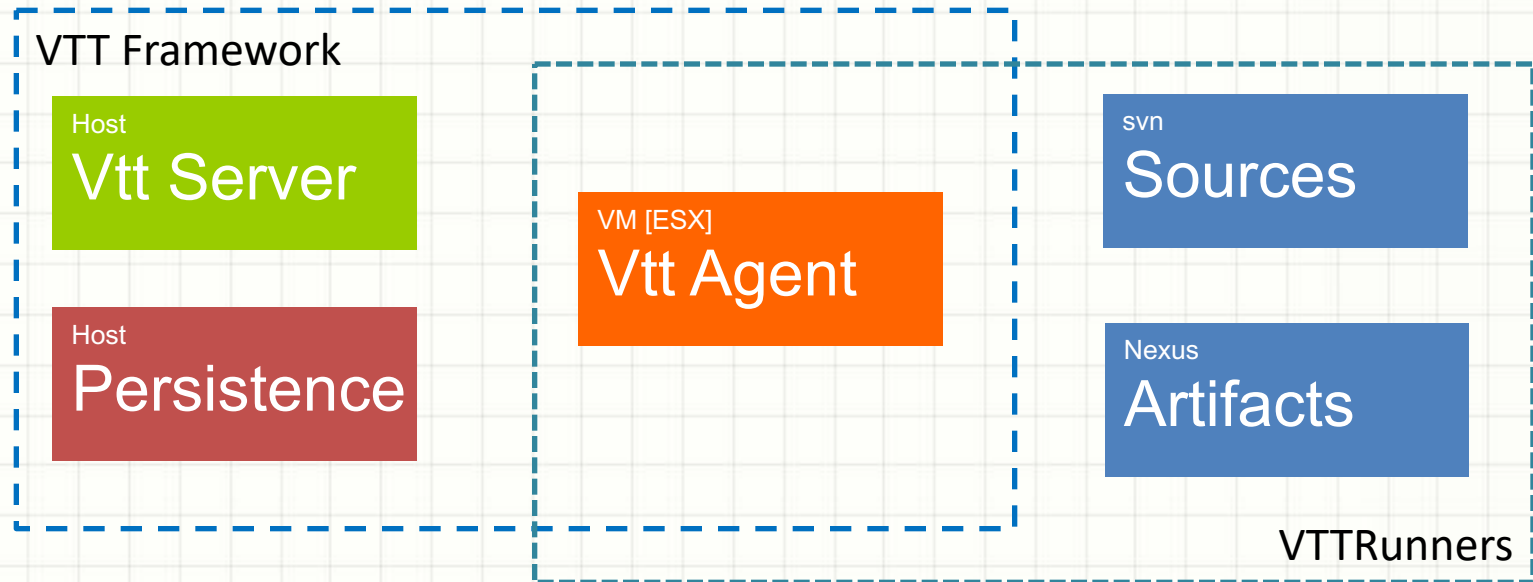 VTT Framework
Host
Vtt Server
Host
Persistence
VM [ESX]
Vtt Agent
svn
Sources
Nexus
Artifacts
VTTRunners